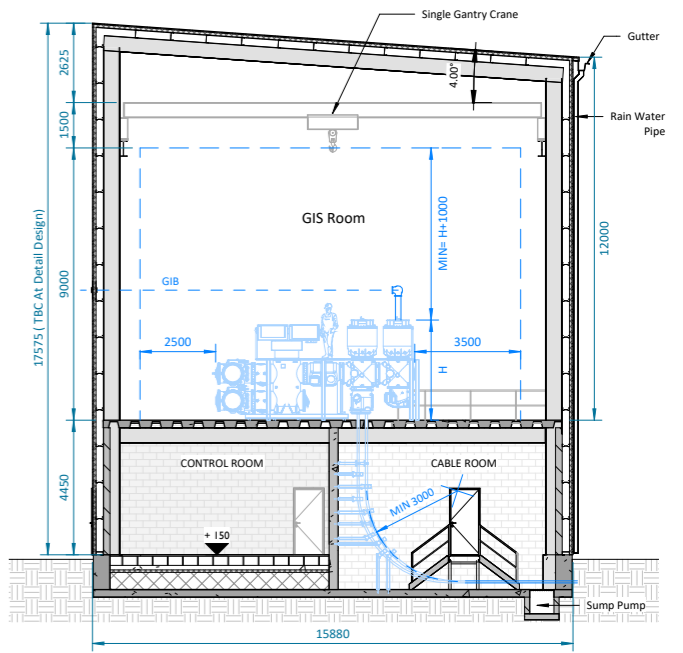 Single Gantry Crane
Gutter
2625
4.00°
1500
Rain Water
Pipe
GIS Room
MIN= H+1000
12000
17575 ( TBC At Detail Design)
9000
GIB
2500
3500
H
CONTROL ROOM
CABLE ROOM
4450
MIN 3000
+ 150
Sump Pump
15880